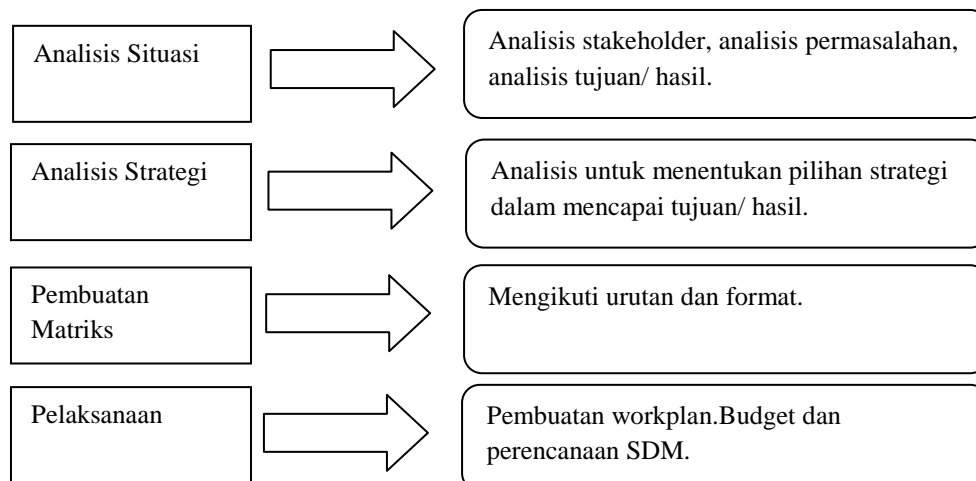 Analisis Situasi
Analisis stakeholder, analisis permasalahan,
analisis tujuan/ hasil.
Analisis Strategi
Analisis untuk menentukan pilihan strategi
dalam mencapai tujuan/ hasil.
Pembuatan
Matriks
Mengikuti urutan dan format.
Pelaksanaan
Pembuatan workplan.Budget dan
perencanaan SDM.